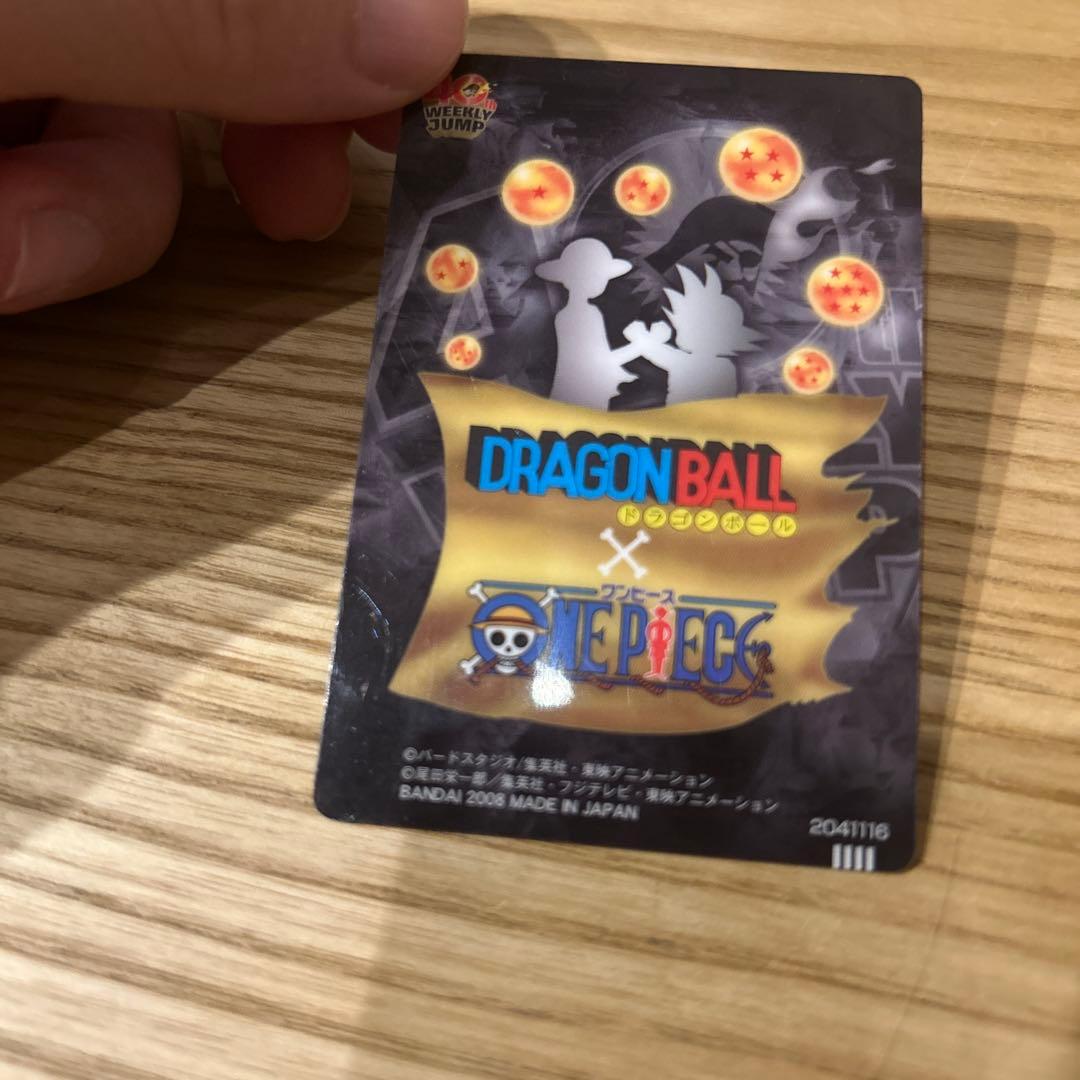 40th
WEEKLY
JUMP
DRAGONBALL
ドラゴンボール
×
ワンピース
ONE PIECE
©バードスタジオ/集英社・東映アニメーション
©尾田栄一郎/集英社・フジテレビ・東映アニメーション
BANDAI 2008 MADE IN JAPAN
2041116